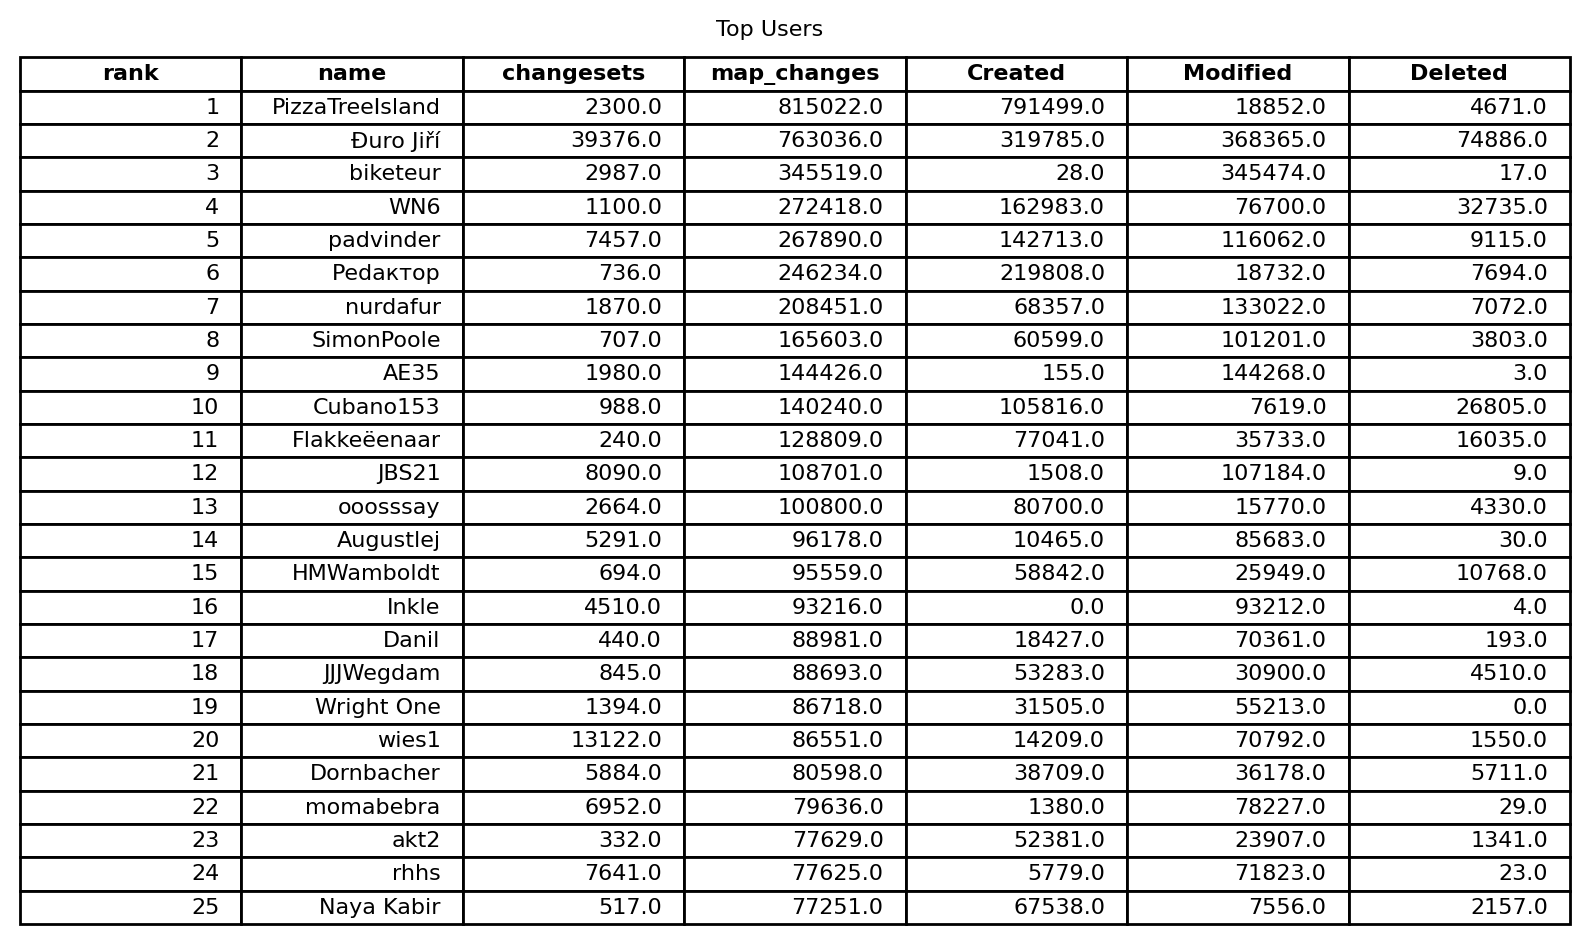 Top Users
rank name changesets map_changes Created Modified Deleted
1 PizzaTreeIsland 2300.0 815022.0 791499.0 18852.0 4671.0
2 Đuro Jiří 39376.0 763036.0 319785.0 368365.0 74886.0
3 biketeur 2987.0 345519.0 28.0 345474.0 17.0
4 WN6 1100.0 272418.0 162983.0 76700.0 32735.0
5 padvinder 7457.0 267890.0 142713.0 116062.0 9115.0
6 Редактор 736.0 246234.0 219808.0 18732.0 7694.0
7 nurdafur 1870.0 208451.0 68357.0 133022.0 7072.0
8 SimonPoole 707.0 165603.0 60599.0 101201.0 3803.0
9 AE35 1980.0 144426.0 155.0 144268.0 3.0
10 Cubano153 988.0 140240.0 105816.0 7619.0 26805.0
11 Flakkeëenaar 240.0 128809.0 77041.0 35733.0 16035.0
12 JBS21 8090.0 108701.0 1508.0 107184.0 9.0
13 ooosssay 2664.0 100800.0 80700.0 15770.0 4330.0
14 Augustlej 5291.0 96178.0 10465.0 85683.0 30.0
15 HMWamboldt 694.0 95559.0 58842.0 25949.0 10768.0
16 Inkle 4510.0 93216.0 0.0 93212.0 4.0
17 Danil 440.0 88981.0 18427.0 70361.0 193.0
18 JJJWegdam 845.0 88693.0 53283.0 30900.0 4510.0
19 Wright One 1394.0 86718.0 31505.0 55213.0 0.0
20 wies1 13122.0 86551.0 14209.0 70792.0 1550.0
21 Dornbacher 5884.0 80598.0 38709.0 36178.0 5711.0
22 momabebra 6952.0 79636.0 1380.0 78227.0 29.0
23 akt2 332.0 77629.0 52381.0 23907.0 1341.0
24 rhhs 7641.0 77625.0 5779.0 71823.0 23.0
25 Naya Kabir 517.0 77251.0 67538.0 7556.0 2157.0